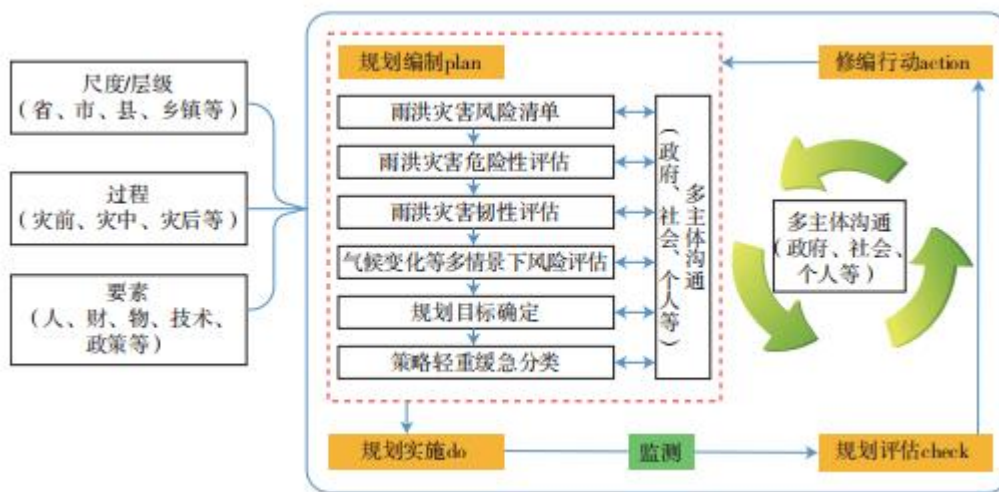 尺度/层级
(省、市、县、乡镇等)
过程
(灾前、灾中、灾后等)
要素
(人、财、物、技术、
政策等)
规划编制plan
雨洪灾害风险清单
雨洪灾害危险性评估
雨洪灾害韧性评估
气候变化等多情景下风险评估
规划目标确定
策略轻重缓急分类
多主体沟通
(政府、社会、个人等)
修编行动action
多主体沟通
(政府、社会、
个人等)
规划实施do
监测
规划评估check